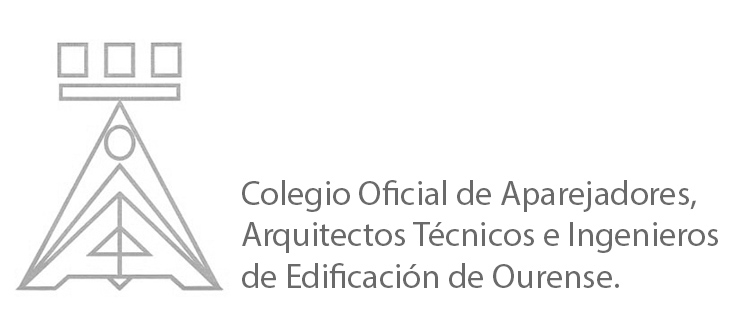 Colegio Oficial de Aparejadores,
Arquitectos Técnicos e Ingenieros
de Edificación de Ourense.